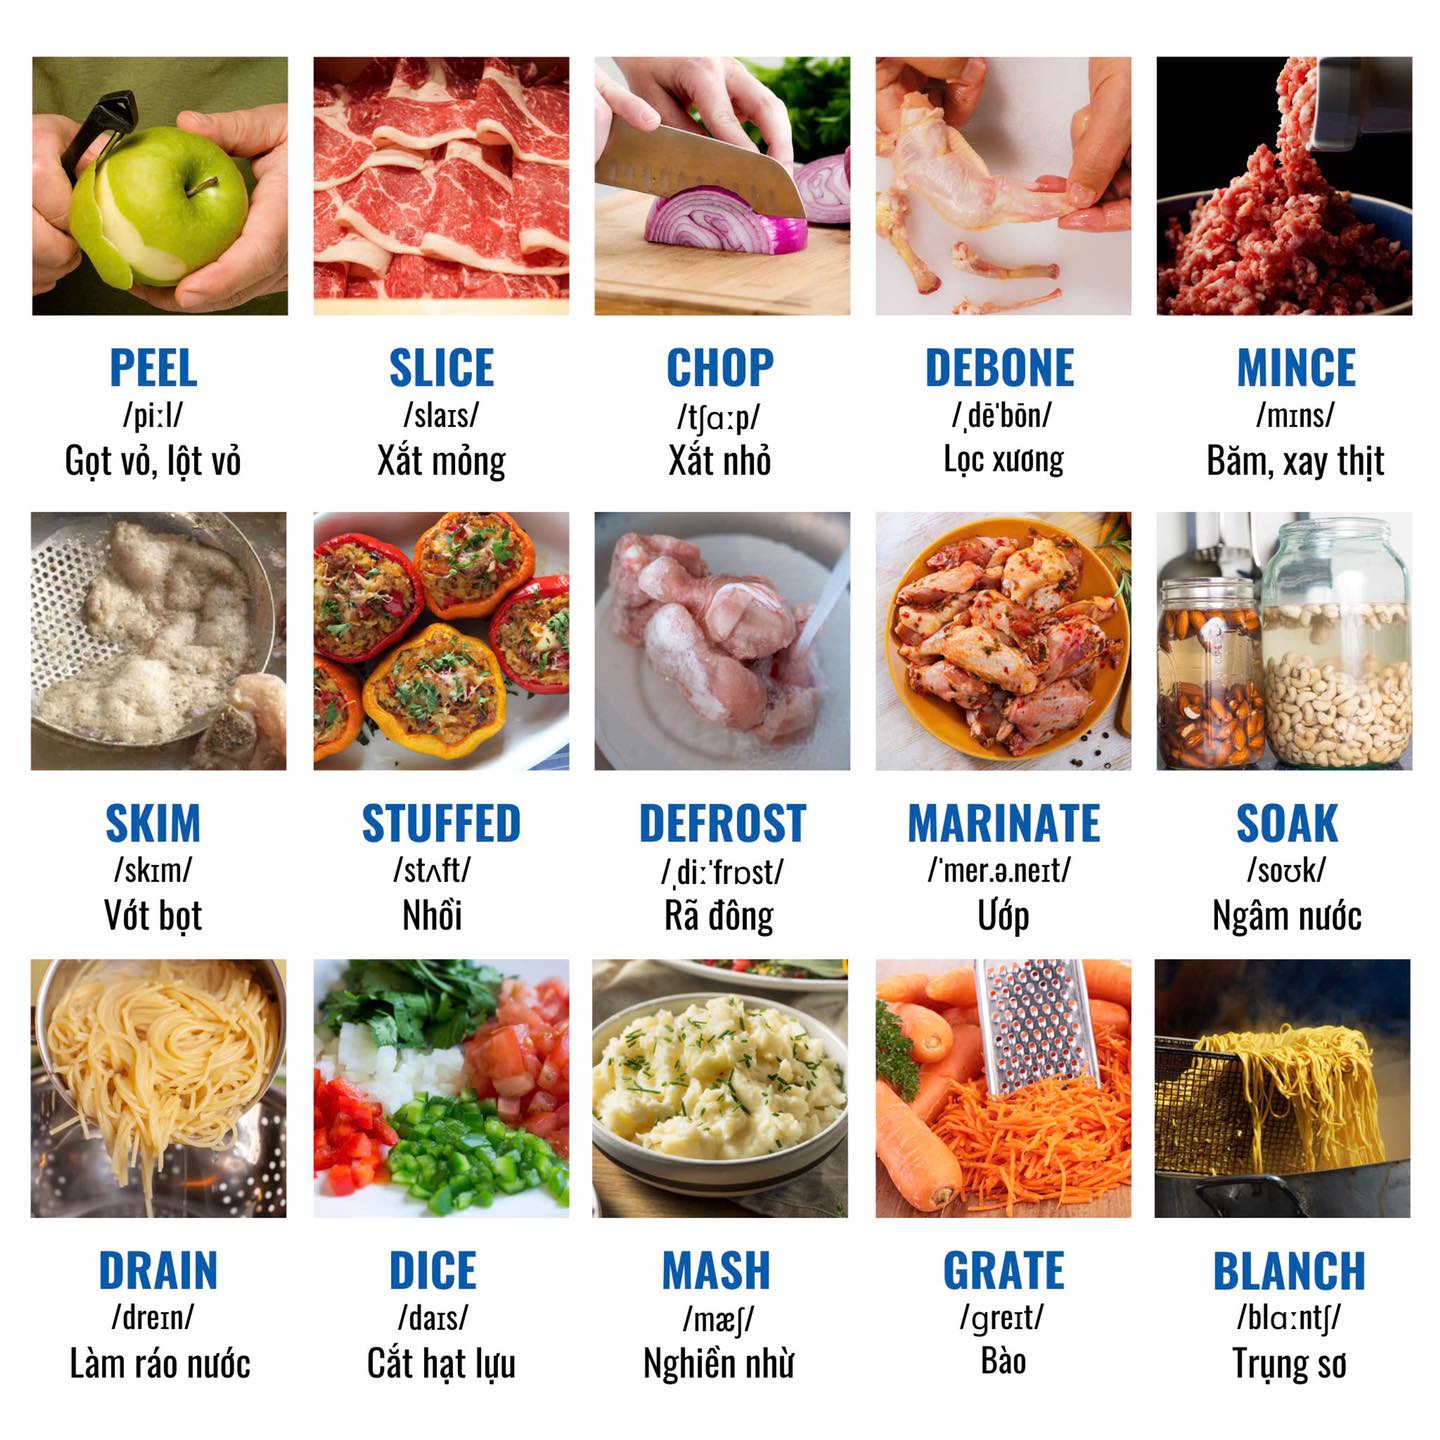 PEEL
/piːl/
Gọt vỏ, lột vỏ
SLICE
/slaɪs/
Xắt mỏng
CHOP
/tʃɑːp/
Xắt nhỏ
DEBONE
/ˌdēˈbōn/
Lọc xương
MINCE
/mɪns/
Băm, xay thịt
SKIM
/skɪm/
Vớt bọt
STUFFED
/stʌft/
Nhồi
DEFROST
/ˌdiːˈfrɒst/
Rã đông
MARINATE
/ˈmer.ə.neɪt/
Ướp
SOAK
/soʊk/
Ngâm nước
DRAIN
/dreɪn/
Làm ráo nước
DICE
/daɪs/
Cắt hạt lựu
MASH
/mæʃ/
Nghiền nhừ
GRATE
/ɡreɪt/
Bào
BLANCH
/blɑːntʃ/
Trụng sơ